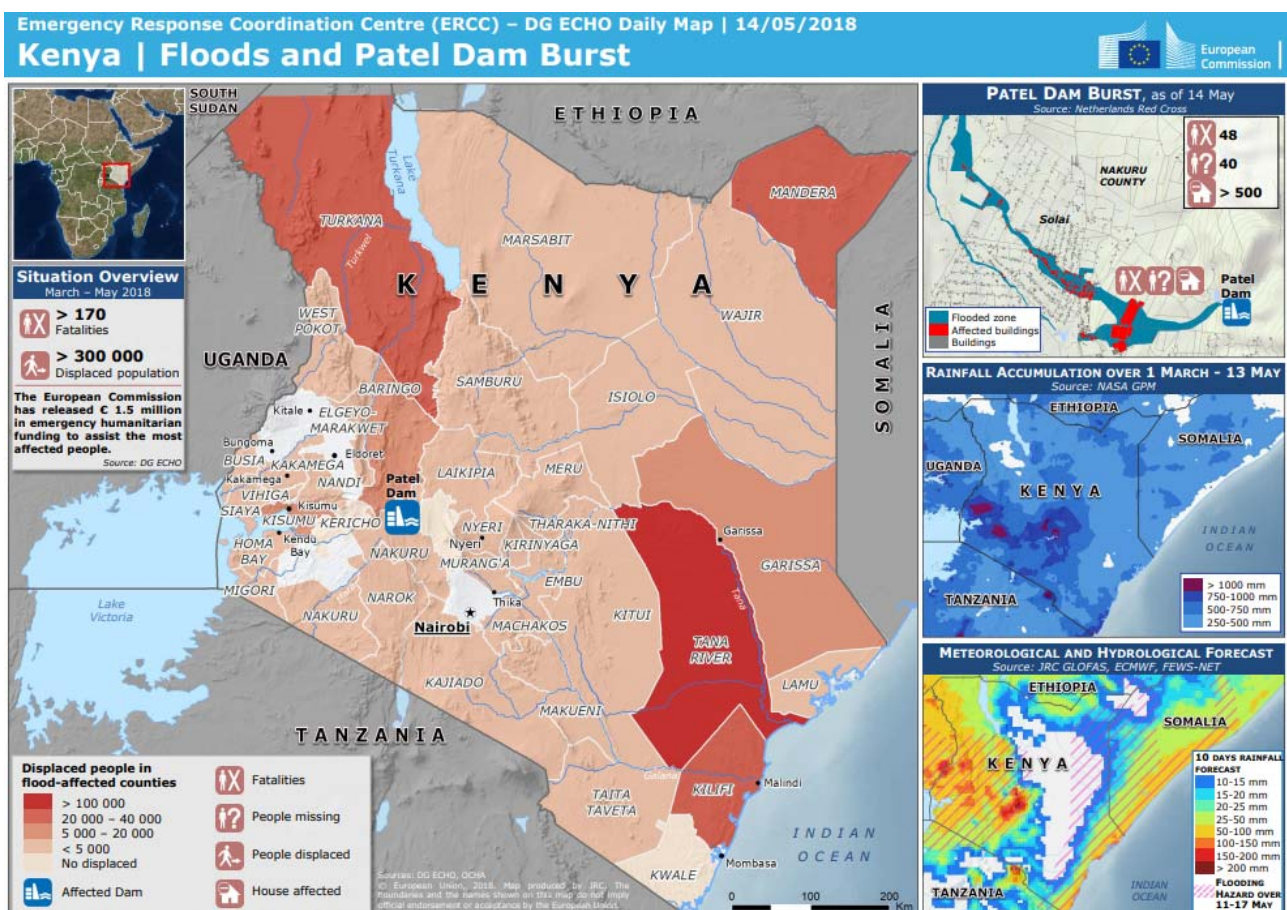 Emergency Response Coordination Centre (ERCC) – DG ECHO Daily Map | 14/05/2018
Kenya | Floods and Patel Dam Burst
European
Commission
Situation Overview
March – May 2018
> 170
Fatalities
> 300 000
Displaced population
The European Commission
has released € 1.5 million
in emergency humanitarian
funding to assist the most
affected people.
Source: DG ECHO
SOUTH
SUDAN
ETHIOPIA
Lake
Turkana
MANDERA
TURKANA
Turkwel
MARSABIT
KENYA
WAJIR
WEST
POKOT
UGANDA
SOMALIA
BARINGO
SAMBURU
ISIOLO
Kitale
ELGEYO-
MARAKWET
Bungoma
Eldoret
BUSIA
KAKAMEGA
Kakamega
NANDI
LAIKIPIA
MERU
VIHIGA
Patel
Dam
SIAYA
Kisumu
KISUMU
KERICHO
Garissa
NYERI
THARAKA-NITHI
HOMA
BAY
Kendu
Bay
NAKURU
Nyeri
KIRINYAGA
MURANG'A
GARISSA
EMBU
MIGORI
Tana
Lake
Victoria
NAKURU
NAROK
Thika
KITUI
Nairobi
MACHAKOS
TANA
RIVER
LAMU
KAJIADO
MAKUENI
TANZANIA
Galana
Malindi
TAITA
TAVETA
KILIFI
INDIAN
OCEAN
Mombasa
KWALE
0 100 200
Km
Displaced people in
flood-affected counties
> 100 000
20 000 – 40 000
5 000 – 20 000
< 5 000
No displaced
Affected Dam
Fatalities
People missing
People displaced
House affected
Sources: DG ECHO, OCHA
© European Union, 2018. Map produced by JRC. The
boundaries and the names shown on this map do not imply
official endorsement or acceptance by the European Union.
PATEL DAM BURST, as of 14 May
Source: Netherlands Red Cross
48
40
> 500
NAKURU
COUNTY
Solai
Patel
Dam
Flooded zone
Affected buildings
Buildings
RAINFALL ACCUMULATION OVER 1 MARCH - 13 MAY
Source: NASA GPM
ETHIOPIA
SOMALIA
UGANDA
KENYA
INDIAN
OCEAN
TANZANIA
> 1000 mm
750-1000 mm
500-750 mm
250-500 mm
METEOROLOGICAL AND HYDROLOGICAL FORECAST
Source: JRC GLOFAS, ECMWF, FEWS-NET
ETHIOPIA
SOMALIA
KENYA
TANZANIA
INDIAN
OCEAN
10 DAYS RAINFALL
FORECAST
10-15 mm
15-20 mm
20-25 mm
25-50 mm
50-100 mm
100-150 mm
150-200 mm
> 200 mm
FLOODING
HAZARD OVER
11-17 MAY